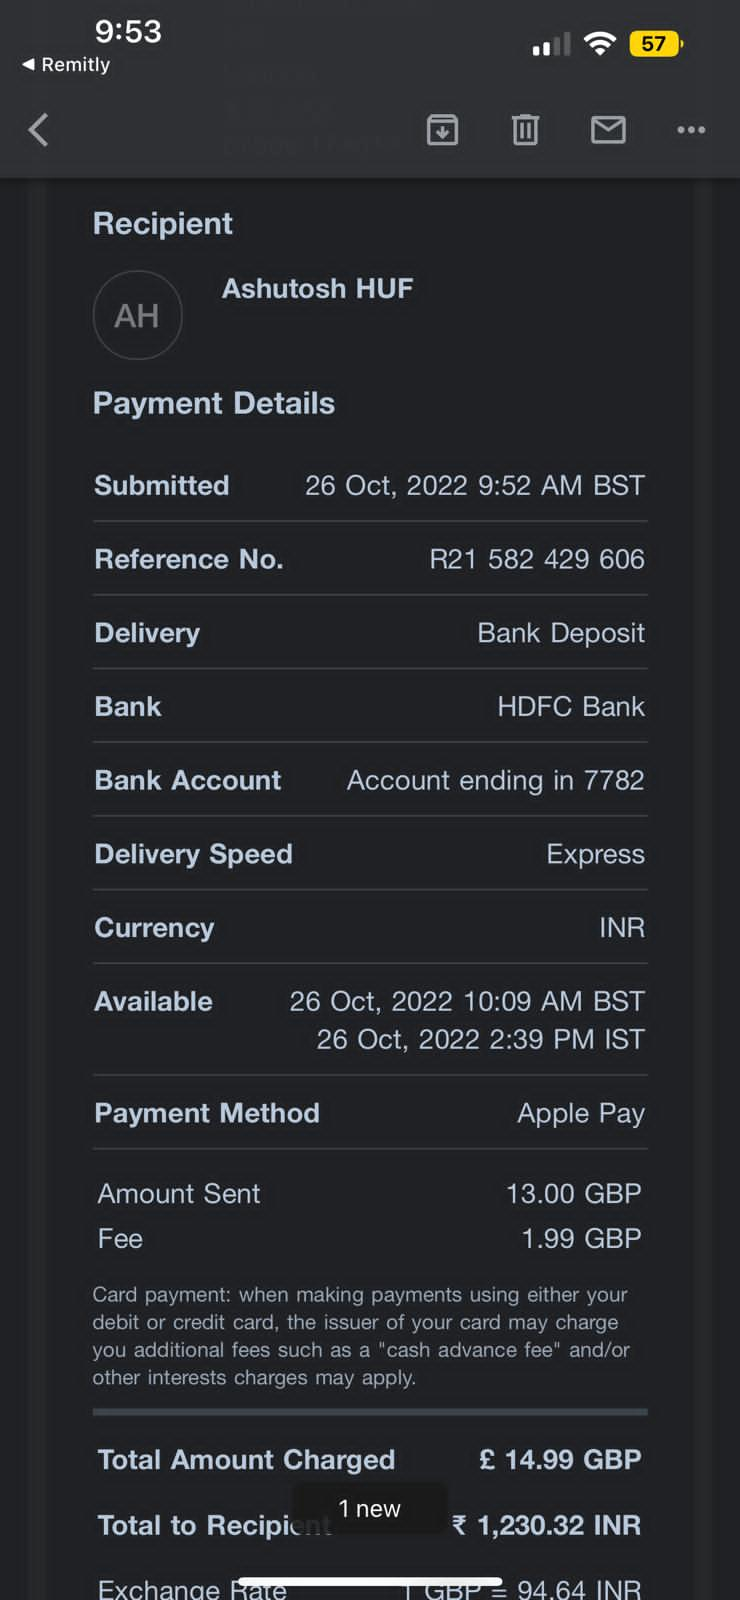 9:53
57
◀ Remitly
Recipient
AH
Ashutosh HUF
Payment Details
Submitted 26 Oct, 2022 9:52 AM BST
Reference No. R21 582 429 606
Delivery Bank Deposit
Bank HDFC Bank
Bank Account Account ending in 7782
Delivery Speed Express
Currency INR
Available 26 Oct, 2022 10:09 AM BST
26 Oct, 2022 2:39 PM IST
Payment Method Apple Pay
Amount Sent 13.00 GBP
Fee 1.99 GBP
Card payment: when making payments using either your
debit or credit card, the issuer of your card may charge
you additional fees such as a "cash advance fee" and/or
other interests charges may apply.
Total Amount Charged £ 14.99 GBP
1 new
Total to Recipient ₹ 1,230.32 INR
Exchange Rate 1 GBP = 94.64 INR